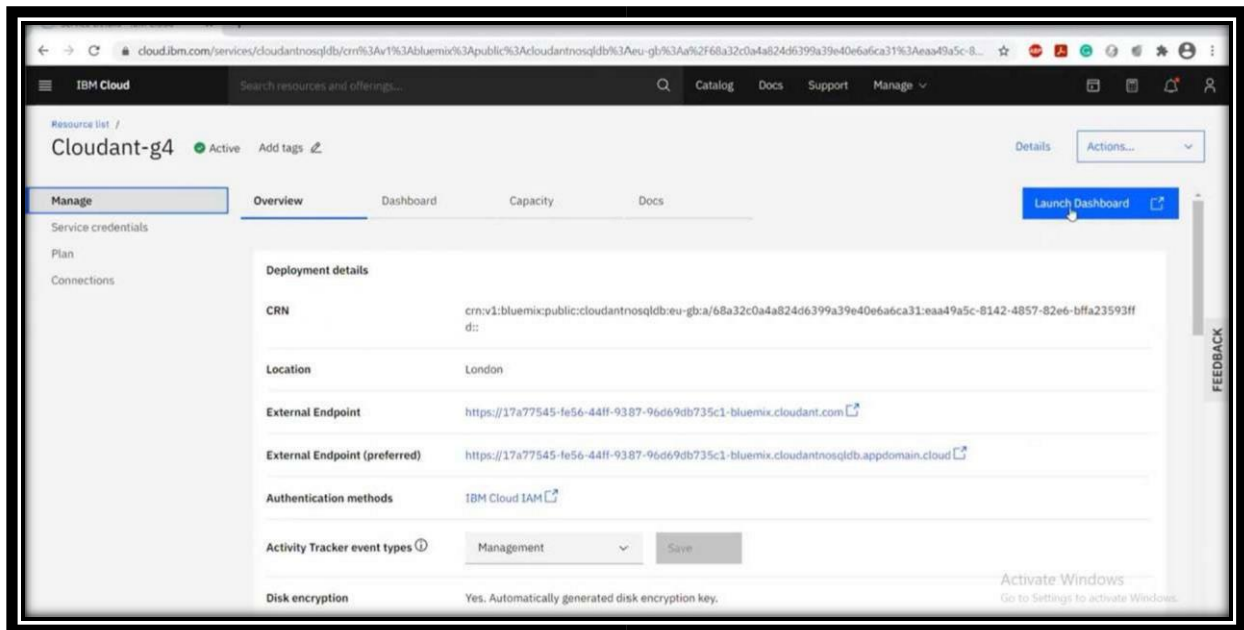 cloud.ibm.com/services/cloudantnosqldb/crn%3Av1%3Abluemix%3Apublic%3Acloudantnosqldb%3Aeu-gb%3Aa%2F68a32c0a4a824d6399a39e40e6a6ca31%3Aeaa49a5c-8...
IBM Cloud
Search resources and offerings...
Catalog
Docs
Support
Manage
Resource list /
Cloudant-g4
Active
Add tags
Details
Actions...
Manage
Service credentials
Plan
Connections
Overview
Dashboard
Capacity
Docs
Launch Dashboard
Deployment details
CRN
crn:v1:bluemix:public:cloudantnosqldb:eu-gb:a/68a32c0a4a824d6399a39e40e6a6ca31:eaa49a5c-8142-4857-82e6-bffa23593ff
d::
Location
London
External Endpoint
https://17a77545-fe56-44ff-9387-96d69db735c1-bluemix.cloudant.com
External Endpoint (preferred)
https://17a77545-fe56-44ff-9387-96d69db735c1-bluemix.cloudantnosqldb.appdomain.cloud
Authentication methods
IBM Cloud IAM
Activity Tracker event types
Management
Save
Disk encryption
Yes. Automatically generated disk encryption key.
FEEDBACK
Activate Windows
Go to Settings to activate Windows.